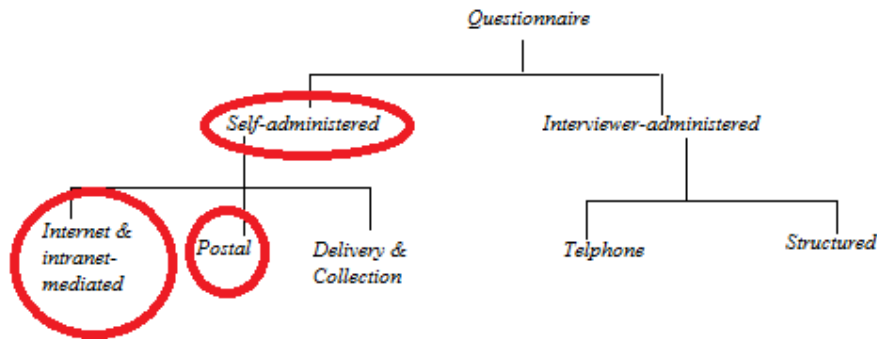 Questionnaire
Self-administered
Interviewer-administered
Internet &
intranet-
mediated
Postal
Delivery &
Collection
Telphone
Structured